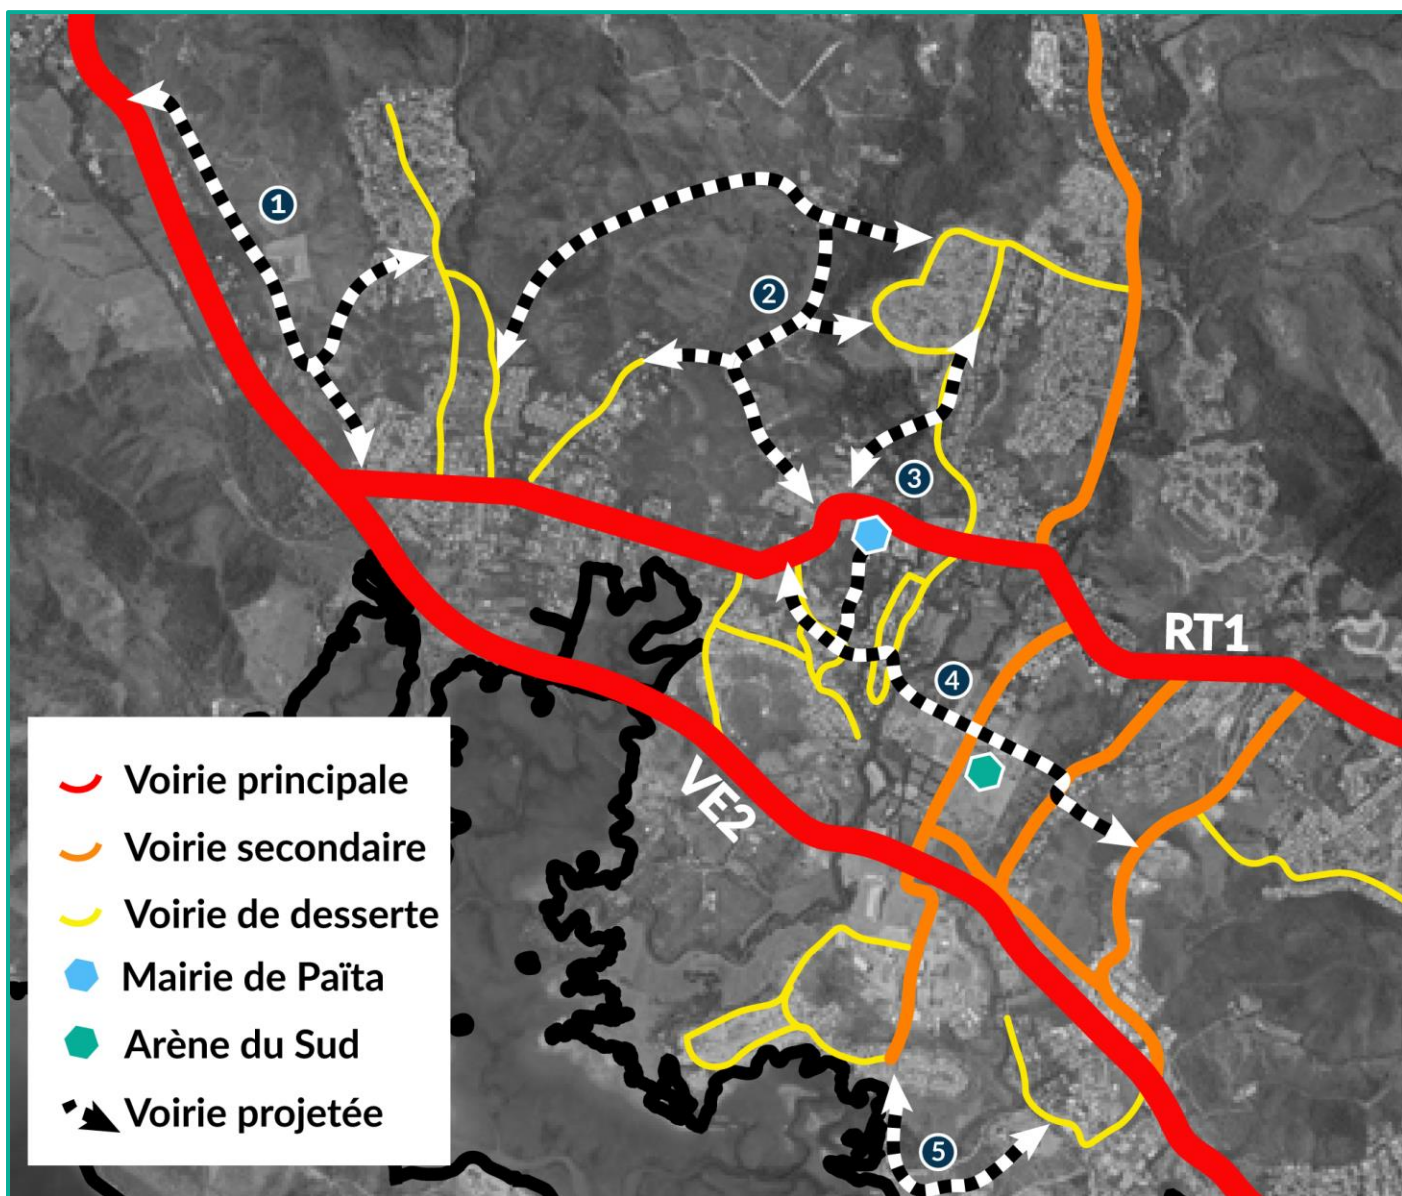 1
2
3
RT1
4
VE2
5
Voirie principale
Voirie secondaire
Voirie de desserte
Mairie de Païta
Arène du Sud
Voirie projetée